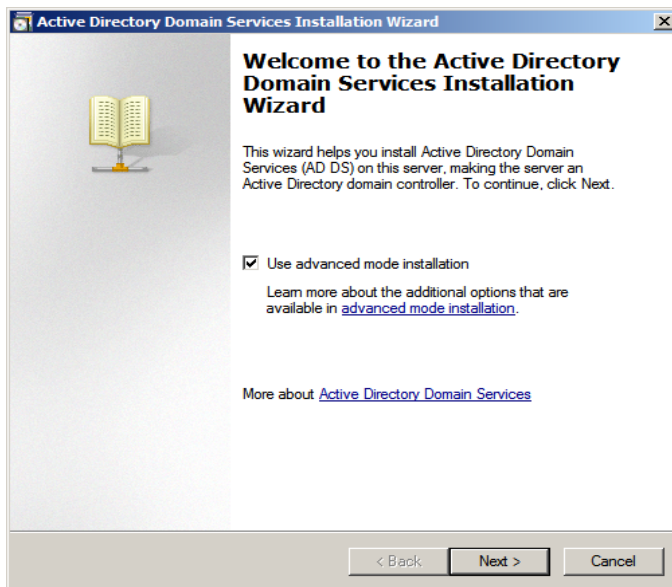 Active Directory Domain Services Installation Wizard
Welcome to the Active Directory
Domain Services Installation
Wizard
This wizard helps you install Active Directory Domain
Services (AD DS) on this server, making the server an
Active Directory domain controller. To continue, click Next.
Use advanced mode installation
Learn more about the additional options that are
available in advanced mode installation.
More about Active Directory Domain Services
< Back
Next >
Cancel